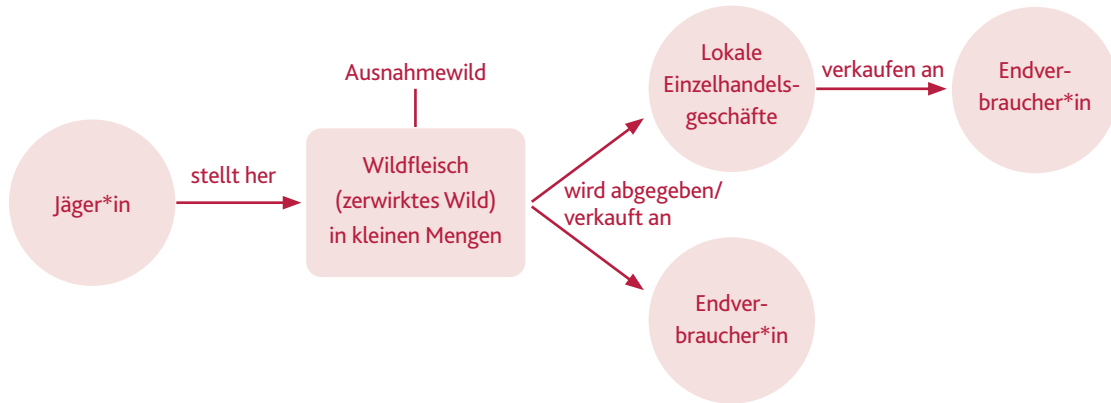 Ausnahmewild
Jäger*in
stellt her
Wildfleisch
(zerwirktes Wild)
in kleinen Mengen
wird abgegeben/
verkauft an
Lokale
Einzelhandels-
geschäfte
verkaufen an
Endver-
braucher*in
Endver-
braucher*in